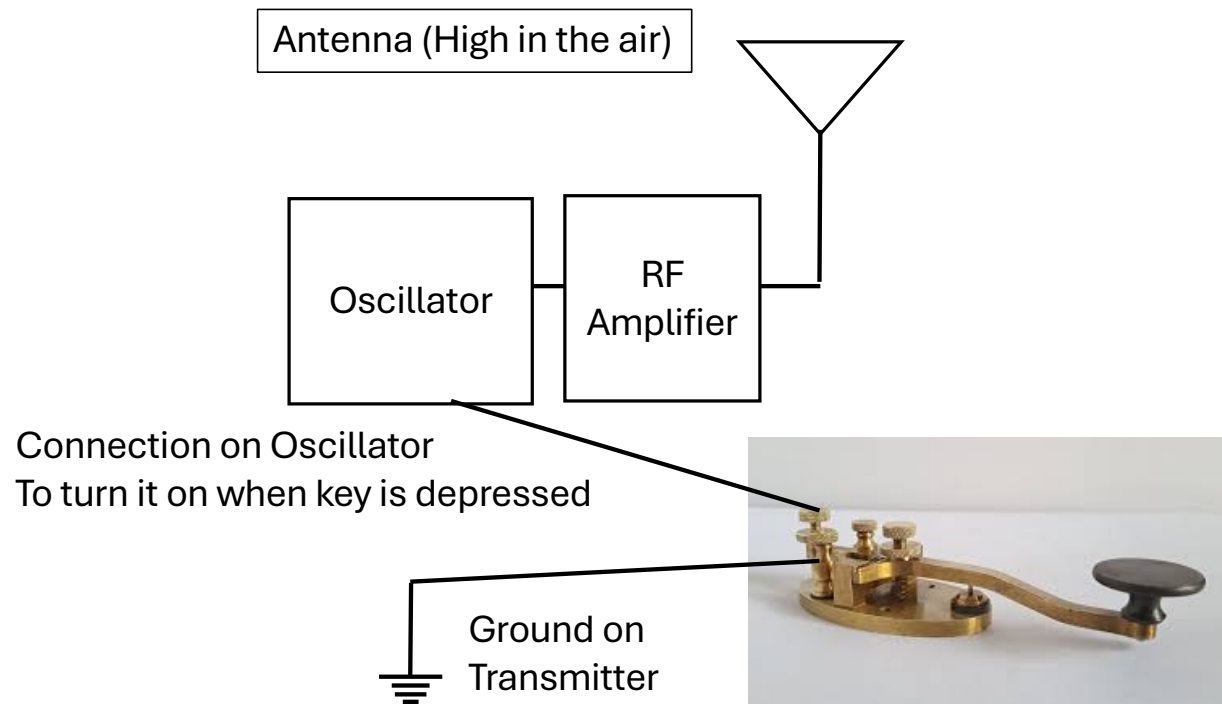 Antenna (High in the air)
Oscillator
RF
Amplifier
Connection on Oscillator
To turn it on when key is depressed
Ground on
Transmitter